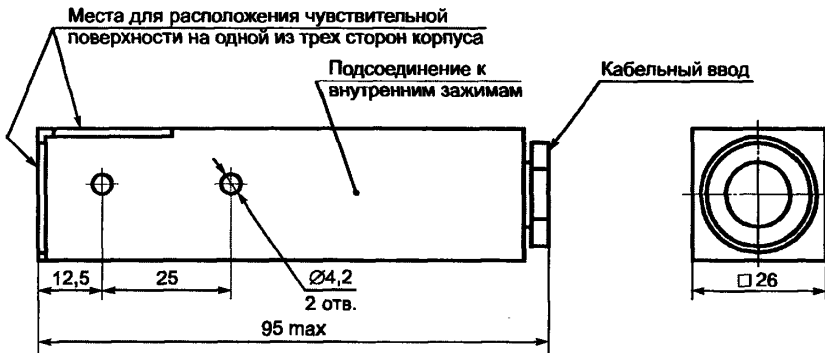 Места для расположения чувствительной
поверхности на одной из трех сторон корпуса
Подсоединение к
внутренним зажимам
Кабельный ввод
12,5
25
Ø4,2
2 отв.
95 max
□26